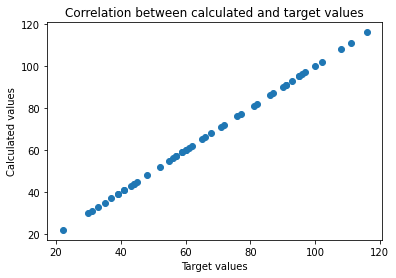 Correlation between calculated and target values
120
100
80
60
40
20
Calculated values
20 40 60 80 100 120
Target values